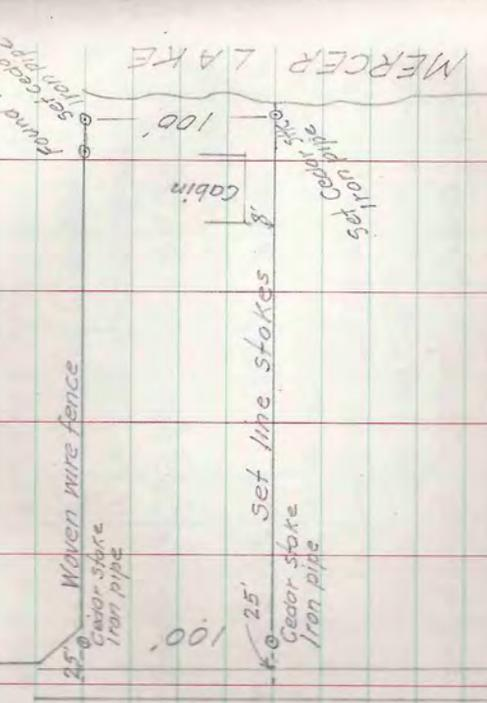 MERCER LAKE
Found
Set cedar
Iron pipe
100'
Set Cedar Stk.
Iron pipe
Cabin
8'
Woven wire fence
Set line stakes
Cedar stake
Iron pipe
25'
100'
25'
Cedar stake
Iron pipe